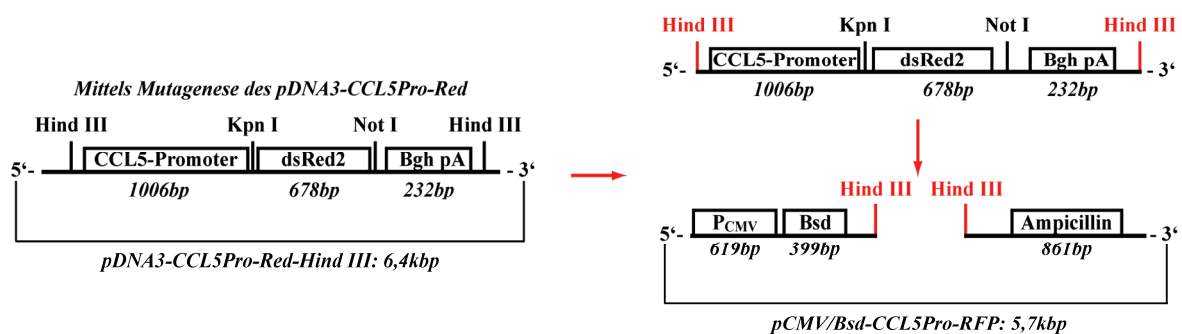 Mittels Mutagenese des pDNA3-CCL5Pro-Red
Hind III Kpn I Not I Hind III
5‘- CCL5-Promoter dsRed2 Bgh pA - 3‘
1006bp 678bp 232bp
pDNA3-CCL5Pro-Red-Hind III: 6,4kbp
Hind III Kpn I Not I Hind III
5‘- CCL5-Promoter dsRed2 Bgh pA - 3‘
1006bp 678bp 232bp
Hind III Hind III
5‘- PCMV Bsd Ampicillin - 3‘
619bp 399bp 861bp
pCMV/Bsd-CCL5Pro-RFP: 5,7kbp